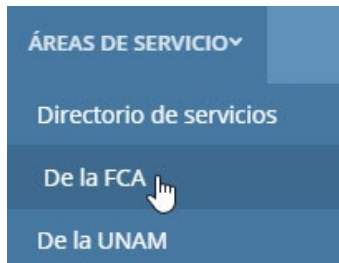 ÁREAS DE SERVICIO
Directorio de servicios
De la FCA
De la UNAM